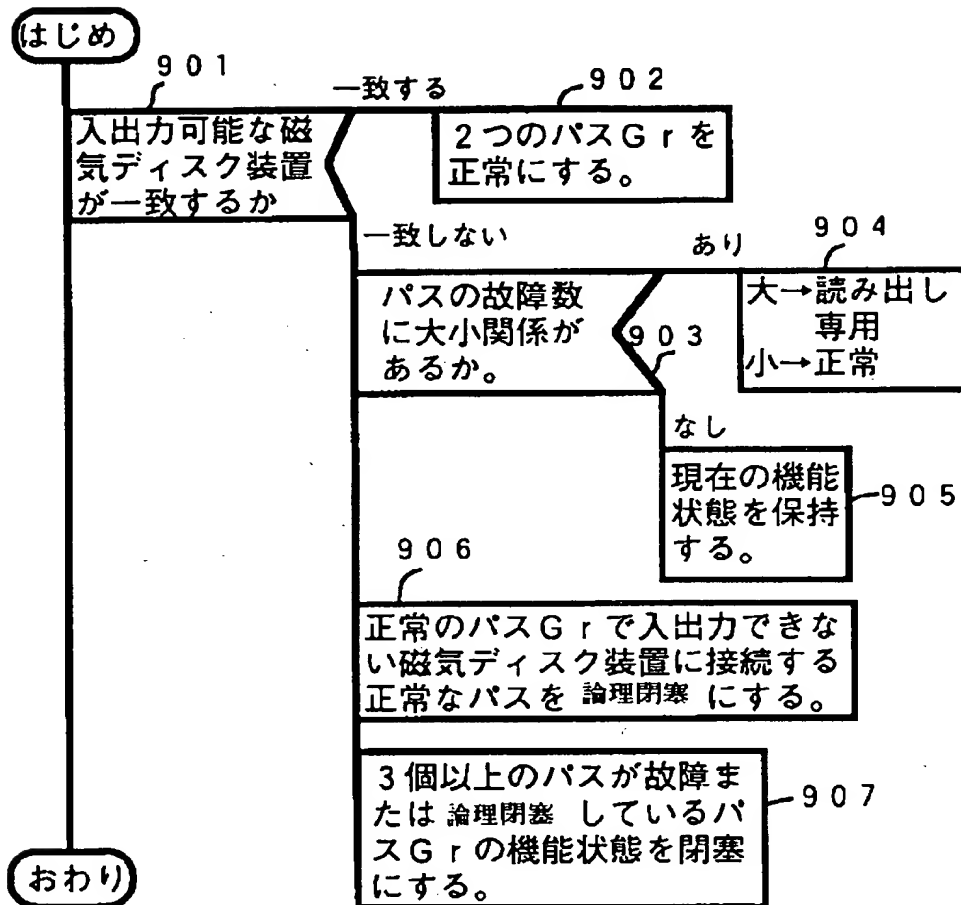 はじめ
901
一致する
902
入出力可能な磁
気ディスク装置
が一致するか
2つのパスGrを
正常にする。
一致しない
あり
904
パスの故障数
に大小関係が
あるか。
903
大→読み出し
専用
小→正常
なし
現在の機能
状態を保持
する。
905
906
正常のパスGrで入出力できな
い磁気ディスク装置に接続する
正常なパスを 論理閉塞 にする。
3個以上のパスが故障ま
たは 論理閉塞 しているパ
スGrの機能状態を閉塞
にする。
907
おわり